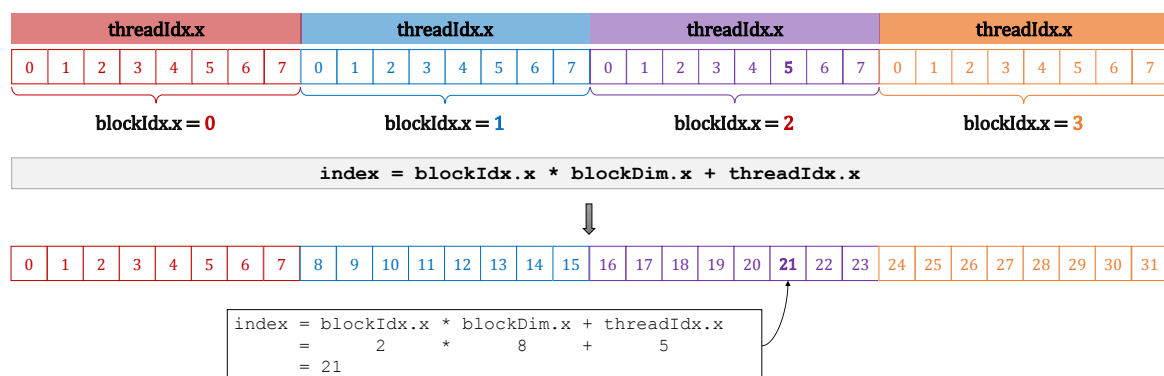 threadIdx.x threadIdx.x threadIdx.x threadIdx.x
0 1 2 3 4 5 6 7 0 1 2 3 4 5 6 7 0 1 2 3 4 5 6 7 0 1 2 3 4 5 6 7
blockIdx.x = 0 blockIdx.x = 1 blockIdx.x = 2 blockIdx.x = 3
index = blockIdx.x * blockDim.x + threadIdx.x
0 1 2 3 4 5 6 7 8 9 10 11 12 13 14 15 16 17 18 19 20 21 22 23 24 25 26 27 28 29 30 31
index = blockIdx.x * blockDim.x + threadIdx.x
= 2 * 8 + 5
= 21